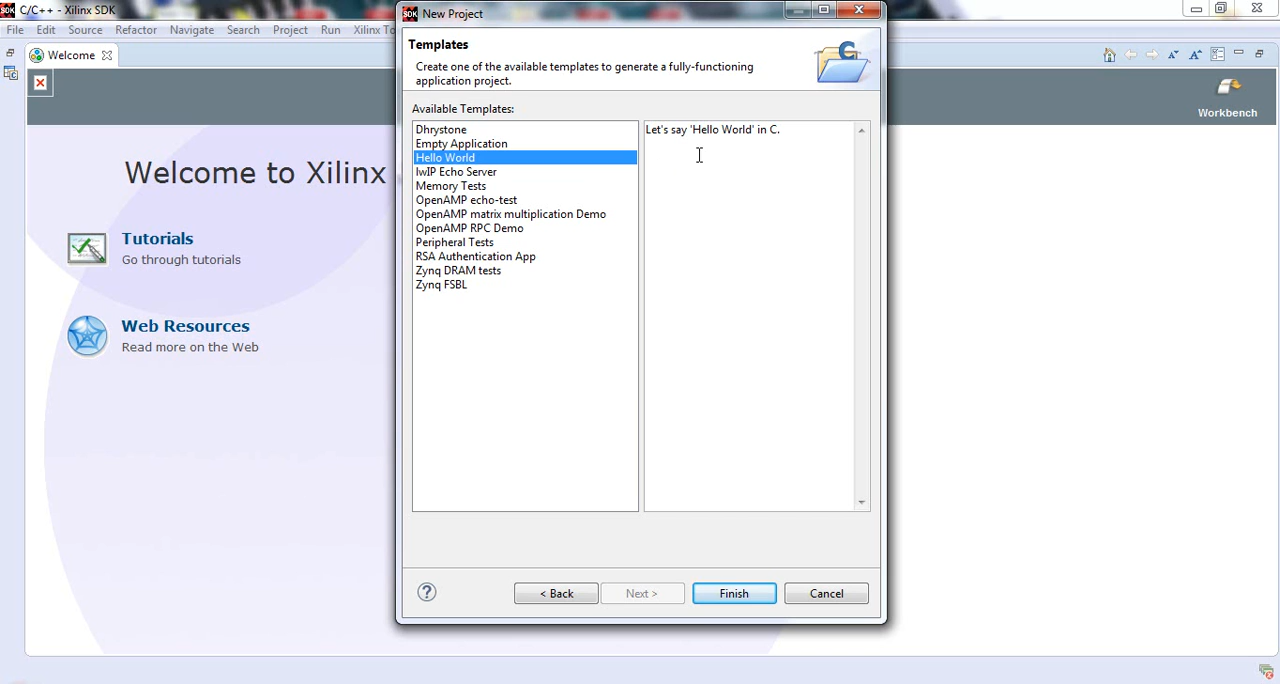 SDK C/C++ - Xilinx SDK
File Edit Source Refactor Navigate Search Project Run Xilinx To
Welcome
Workbench
Welcome to Xilinx
Tutorials
Go through tutorials
Web Resources
Read more on the Web
SDK New Project
Templates
Create one of the available templates to generate a fully-functioning
application project.
Available Templates:
Dhrystone
Empty Application
Hello World
lwIP Echo Server
Memory Tests
OpenAMP echo-test
OpenAMP matrix multiplication Demo
OpenAMP RPC Demo
Peripheral Tests
RSA Authentication App
Zynq DRAM tests
Zynq FSBL
Let's say 'Hello World' in C.
? < Back Next > Finish Cancel